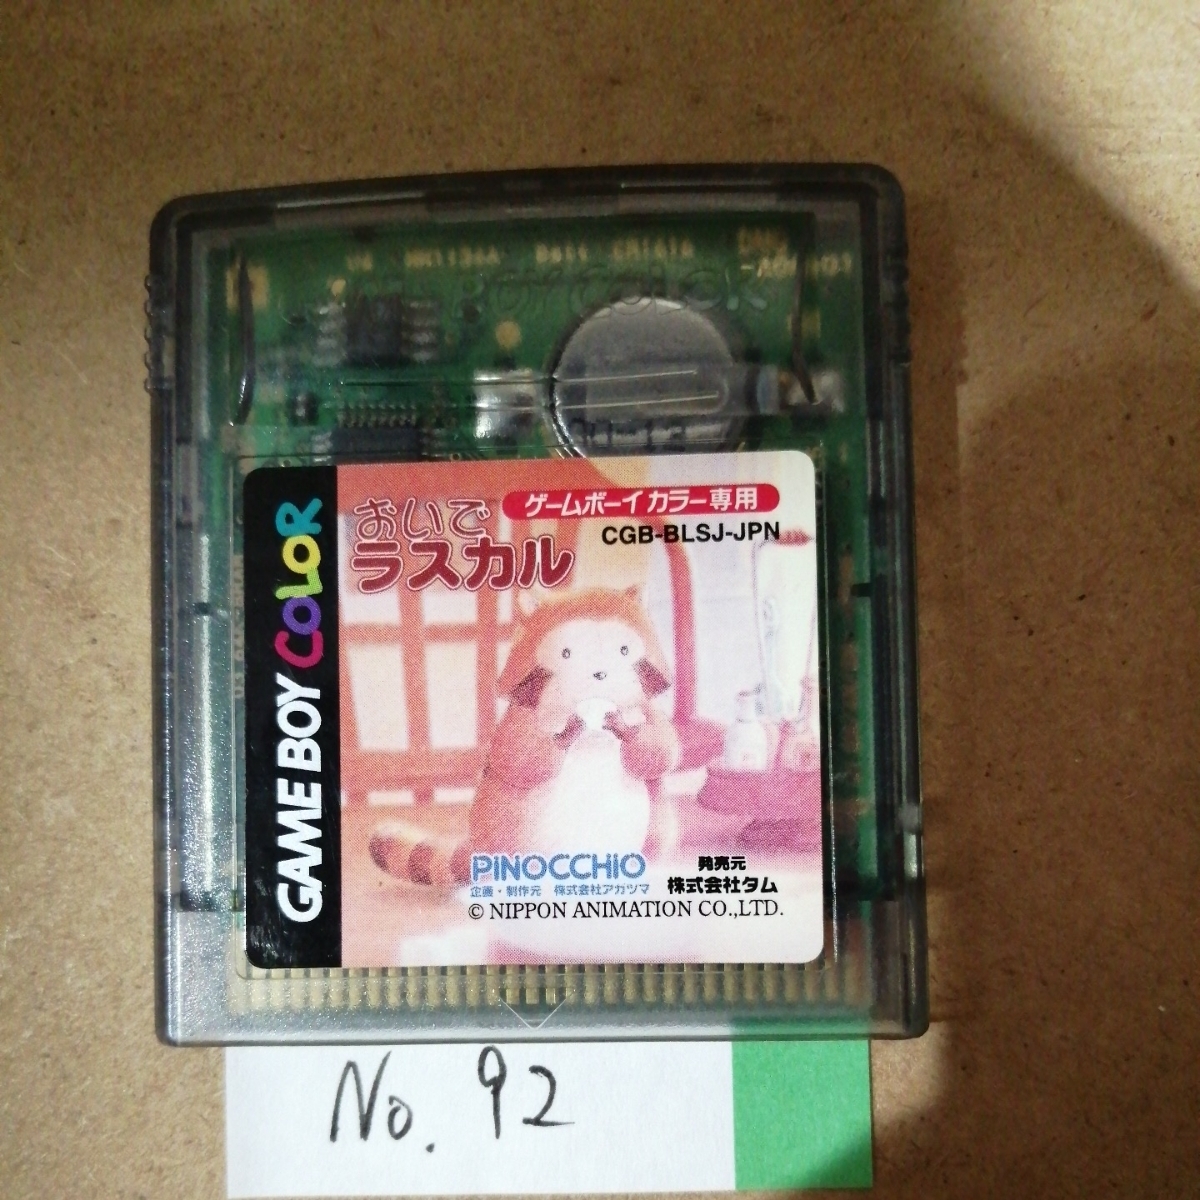 GAME BOY COLOR
おいで
ラスカル
ゲームボーイカラー専用
CGB-BLSJ-JPN
PINOCCHIO
企画・制作元 株式会社アガツマ
発売元
株式会社タム
© NIPPON ANIMATION CO.,LTD.
No. 92